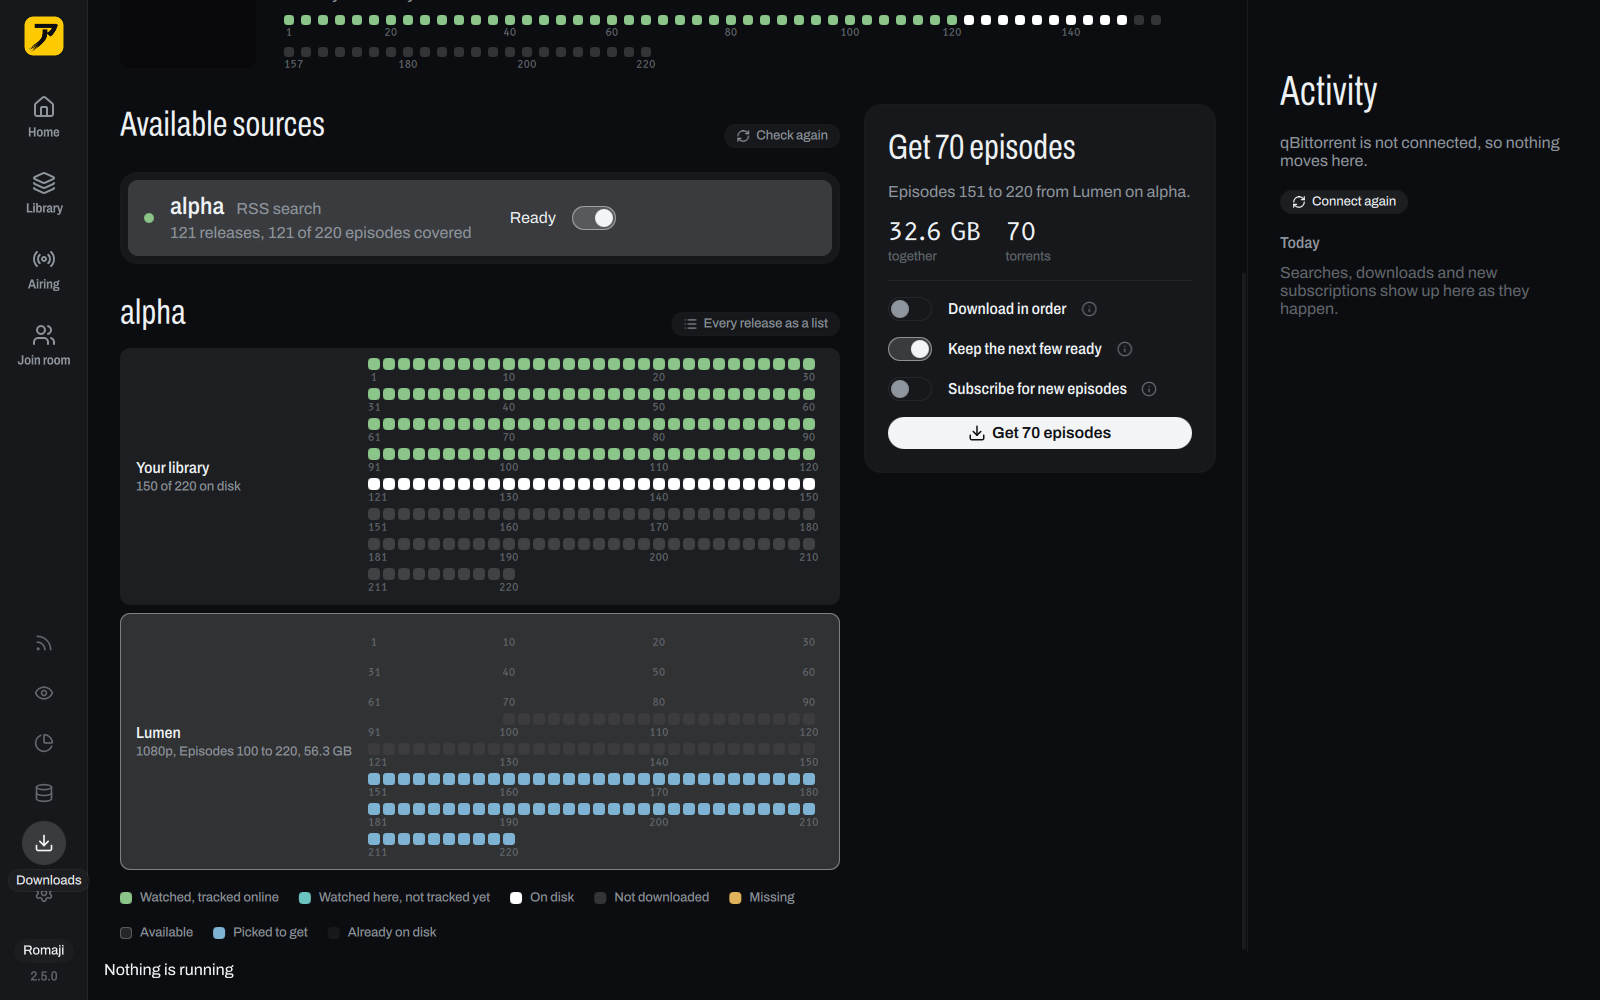 ア
Home
Library
Airing
Join room
Downloads
Romaji
2.5.0
1 20 40 60 80 100 120 140
157 180 200 220
Available sources
Check again
alpha RSS search
121 releases, 121 of 220 episodes covered
Ready
alpha
Every release as a list
Your library
150 of 220 on disk
1 10 20 30
31 40 50 60
61 70 80 90
91 100 110 120
121 130 140 150
151 160 170 180
181 190 200 210
211 220
Lumen
1080p, Episodes 100 to 220, 56.3 GB
1 10 20 30
31 40 50 60
61 70 80 90
91 100 110 120
121 130 140 150
151 160 170 180
181 190 200 210
211 220
Watched, tracked online Watched here, not tracked yet On disk Not downloaded Missing
Available Picked to get Already on disk
Nothing is running
Get 70 episodes
Episodes 151 to 220 from Lumen on alpha.
32.6 GB 70
together torrents
Download in order
Keep the next few ready
Subscribe for new episodes
Get 70 episodes
Activity
qBittorrent is not connected, so nothing
moves here.
Connect again
Today
Searches, downloads and new
subscriptions show up here as they
happen.